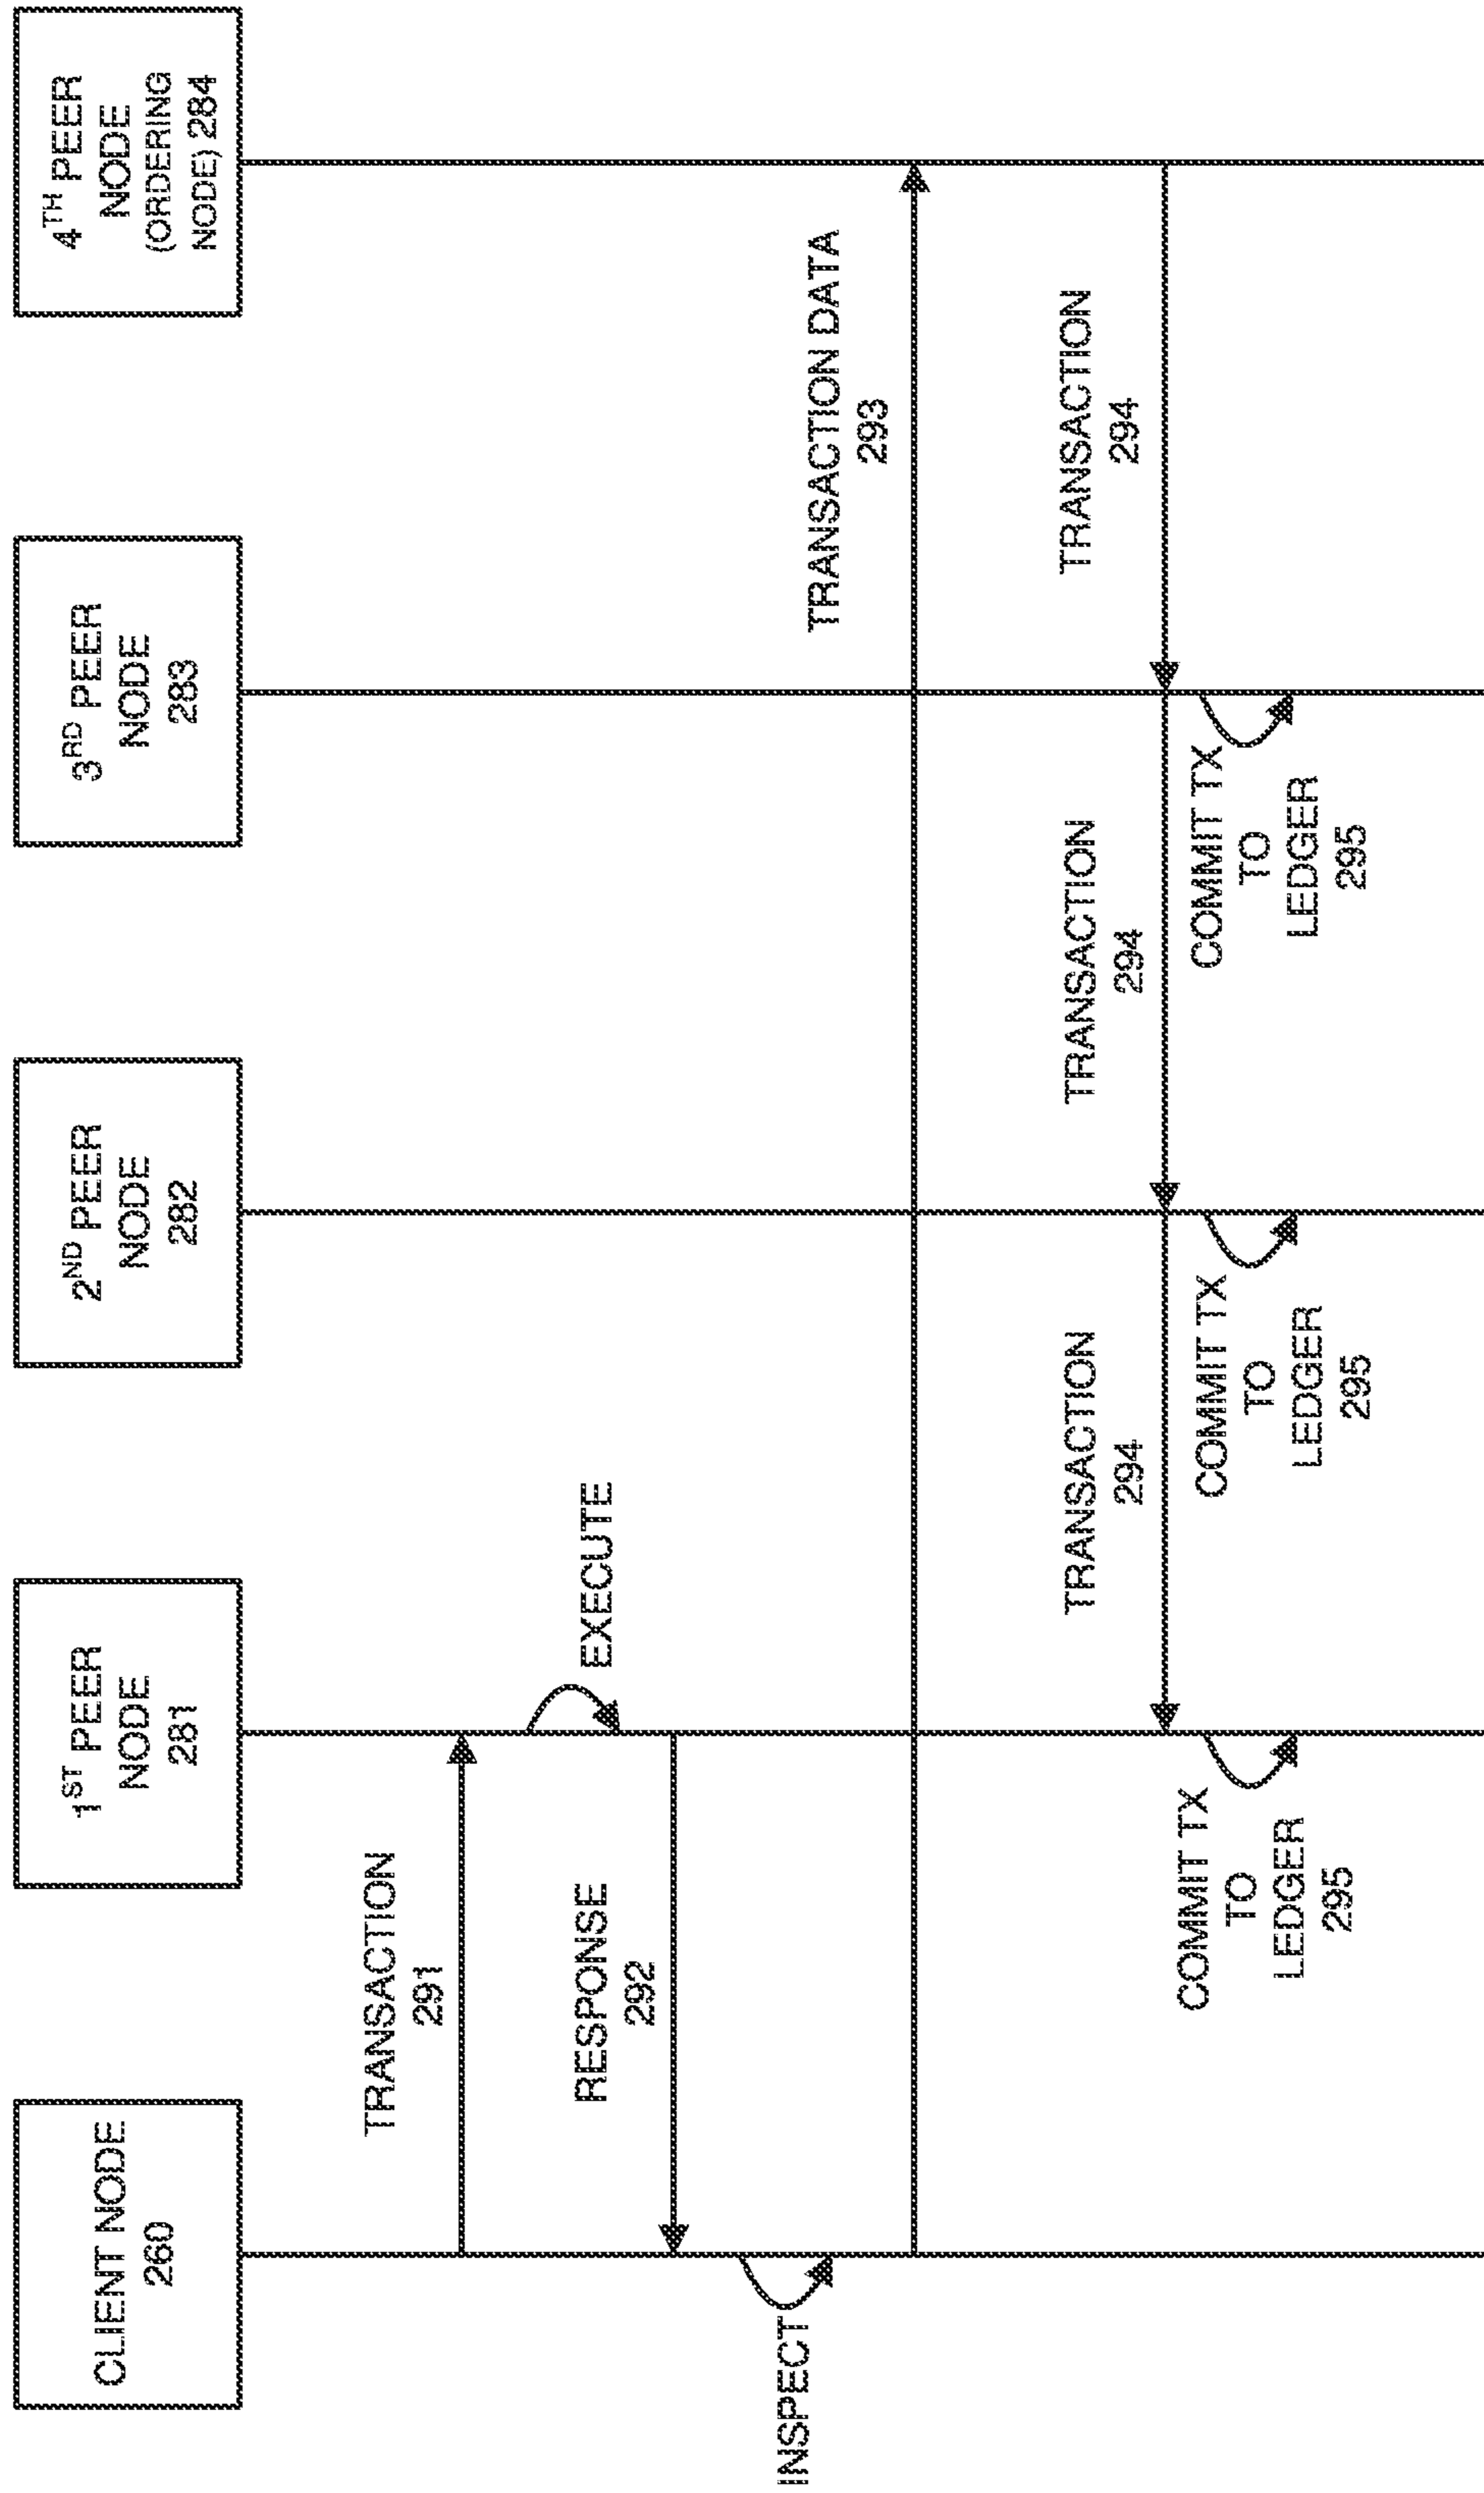 CLIENT NODE
260
1ST PEER
NODE
281
2ND PEER
NODE
282
3RD PEER
NODE
283
4TH PEER
NODE
(ORDERING
NODE) 284
TRANSACTION
291
EXECUTE
RESPONSE
292
INSPECT
TRANSACTION DATA
293
TRANSACTION
294
TRANSACTION
294
TRANSACTION
294
COMMIT TX
TO
LEDGER
295
COMMIT TX
TO
LEDGER
295
COMMIT TX
TO
LEDGER
295